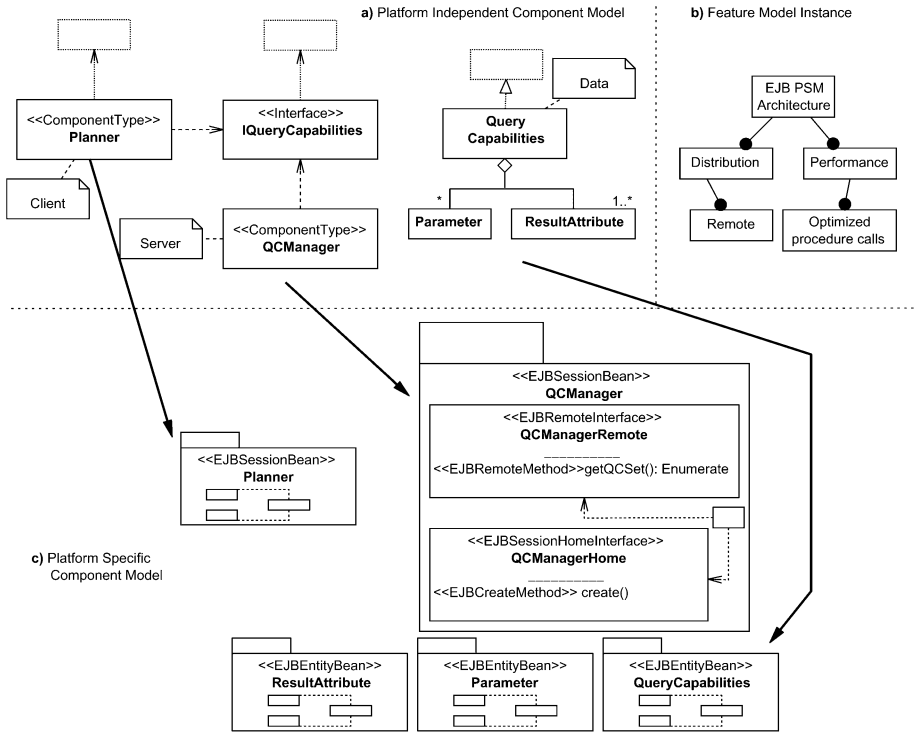 a) Platform Independent Component Model
<<ComponentType>>
Planner
<<Interface>>
IQueryCapabilities
Client
Server
<<ComponentType>>
QCManager
Data
Query
Capabilities
*
1..*
Parameter
ResultAttribute
b) Feature Model Instance
EJB PSM
Architecture
Distribution
Performance
Remote
Optimized
procedure calls
c) Platform Specific
Component Model
<<EJBSessionBean>>
Planner
<<EJBSessionBean>>
QCManager
<<EJBRemoteInterface>>
QCManagerRemote
__________
<<EJBRemoteMethod>>getQCSet(): Enumerate
<<EJBSessionHomeInterface>>
QCManagerHome
__________
<<EJBCreateMethod>> create()
<<EJBEntityBean>>
ResultAttribute
<<EJBEntityBean>>
Parameter
<<EJBEntityBean>>
QueryCapabilities